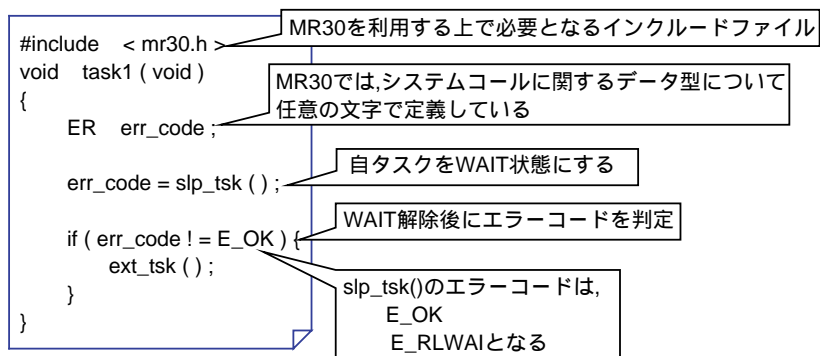 #include < mr30.h >
MR30を利用する上で必要となるインクルードファイル
void task1 ( void )
{
MR30では,システムコールに関するデータ型について
任意の文字で定義している
ER err_code ;
自タスクをWAIT状態にする
err_code = slp_tsk ( ) ;
WAIT解除後にエラーコードを判定
if ( err_code ! = E_OK ) {
ext_tsk ( ) ;
}
}
slp_tsk()のエラーコードは,
E_OK
E_RLWAIとなる